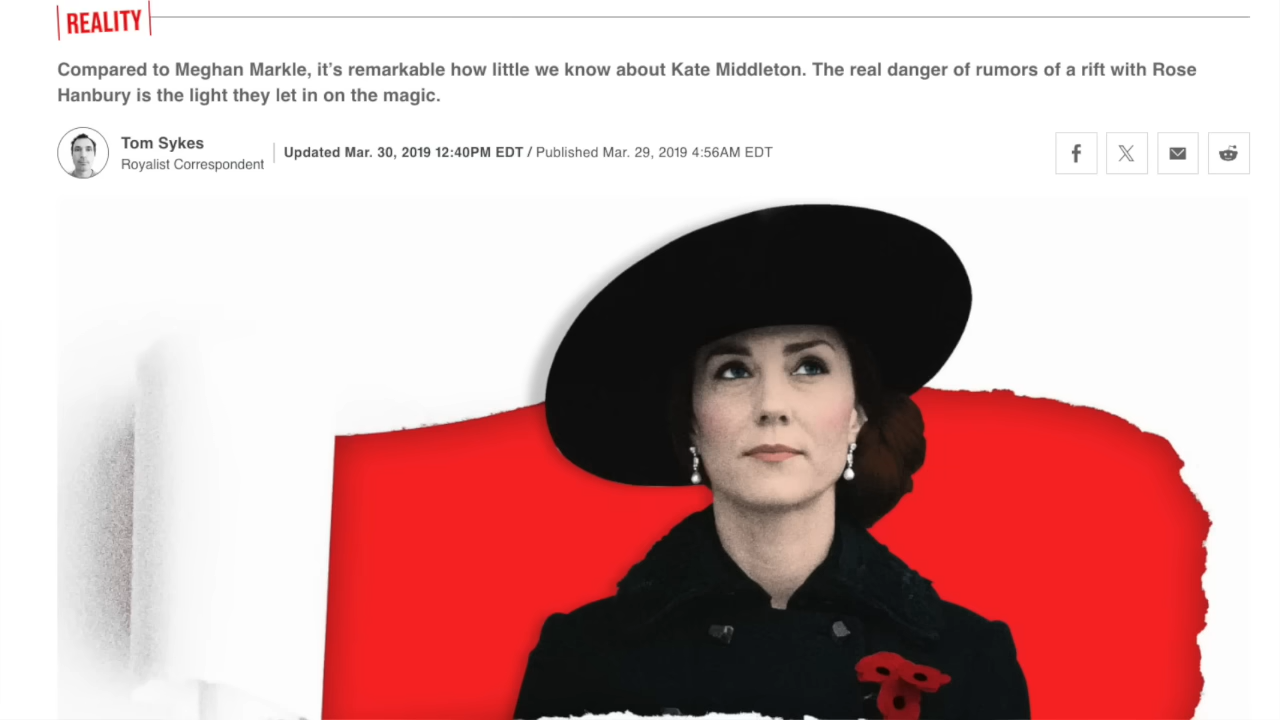 REALITY
Compared to Meghan Markle, it’s remarkable how little we know about Kate Middleton. The real danger of rumors of a rift with Rose
Hanbury is the light they let in on the magic.
Tom Sykes
Royalist Correspondent
Updated Mar. 30, 2019 12:40PM EDT / Published Mar. 29, 2019 4:56AM EDT